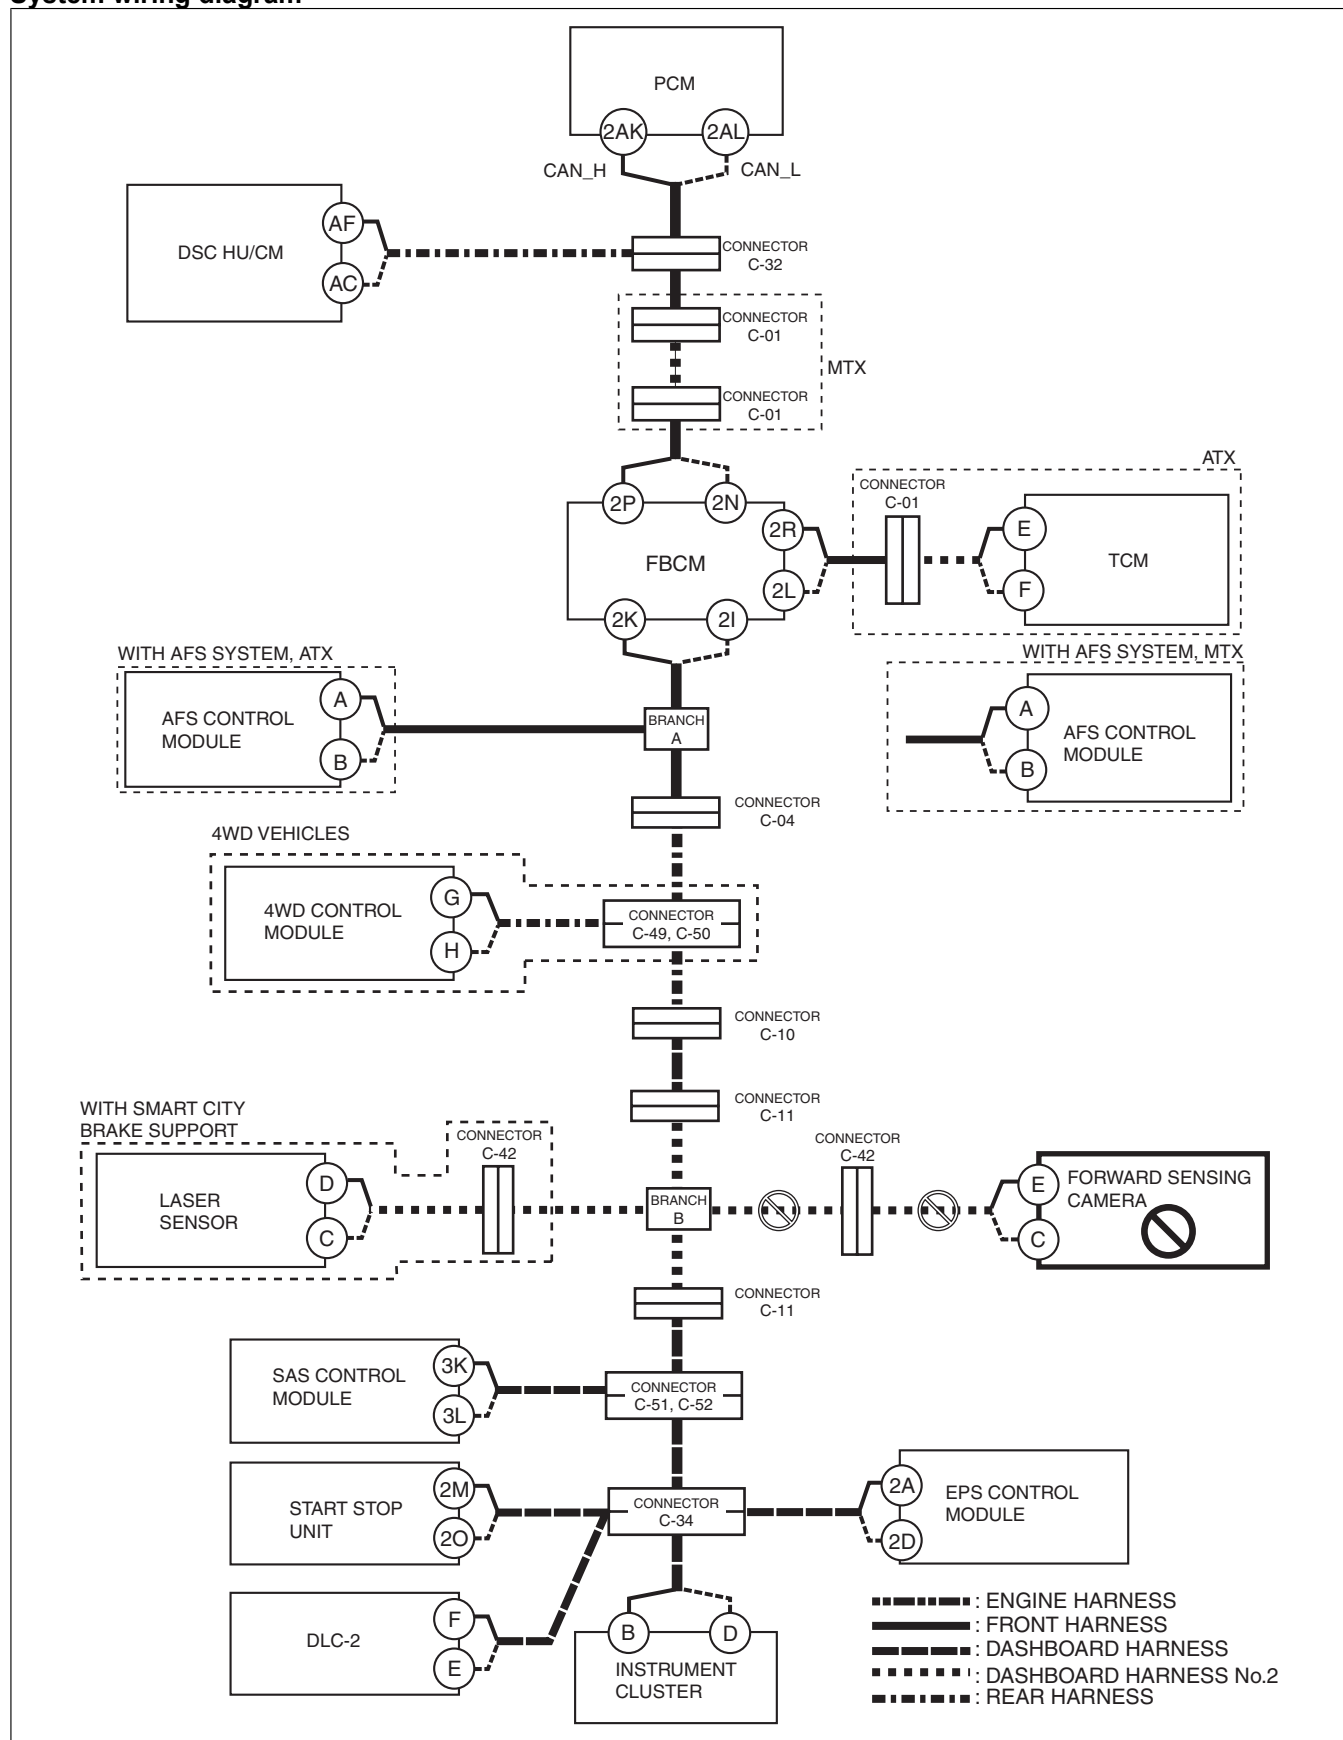 System wiring diagram
PCM
2AK
2AL
CAN_H
CAN_L
DSC HU/CM
AF
AC
CONNECTOR
C-32
CONNECTOR
C-01
MTX
CONNECTOR
C-01
ATX
2P
2N
2R
2L
FBCM
2K
2I
CONNECTOR
C-01
E
F
TCM
WITH AFS SYSTEM, ATX
AFS CONTROL
MODULE
A
B
BRANCH
A
WITH AFS SYSTEM, MTX
A
B
AFS CONTROL
MODULE
CONNECTOR
C-04
4WD VEHICLES
4WD CONTROL
MODULE
G
H
CONNECTOR
C-49, C-50
CONNECTOR
C-10
CONNECTOR
C-11
WITH SMART CITY
BRAKE SUPPORT
LASER
SENSOR
D
C
CONNECTOR
C-42
BRANCH
B
CONNECTOR
C-42
E
C
FORWARD SENSING
CAMERA
CONNECTOR
C-11
SAS CONTROL
MODULE
3K
3L
CONNECTOR
C-51, C-52
START STOP
UNIT
2M
2O
CONNECTOR
C-34
2A
2D
EPS CONTROL
MODULE
DLC-2
F
E
B
D
INSTRUMENT
CLUSTER
: ENGINE HARNESS
: FRONT HARNESS
: DASHBOARD HARNESS
: DASHBOARD HARNESS No.2
: REAR HARNESS